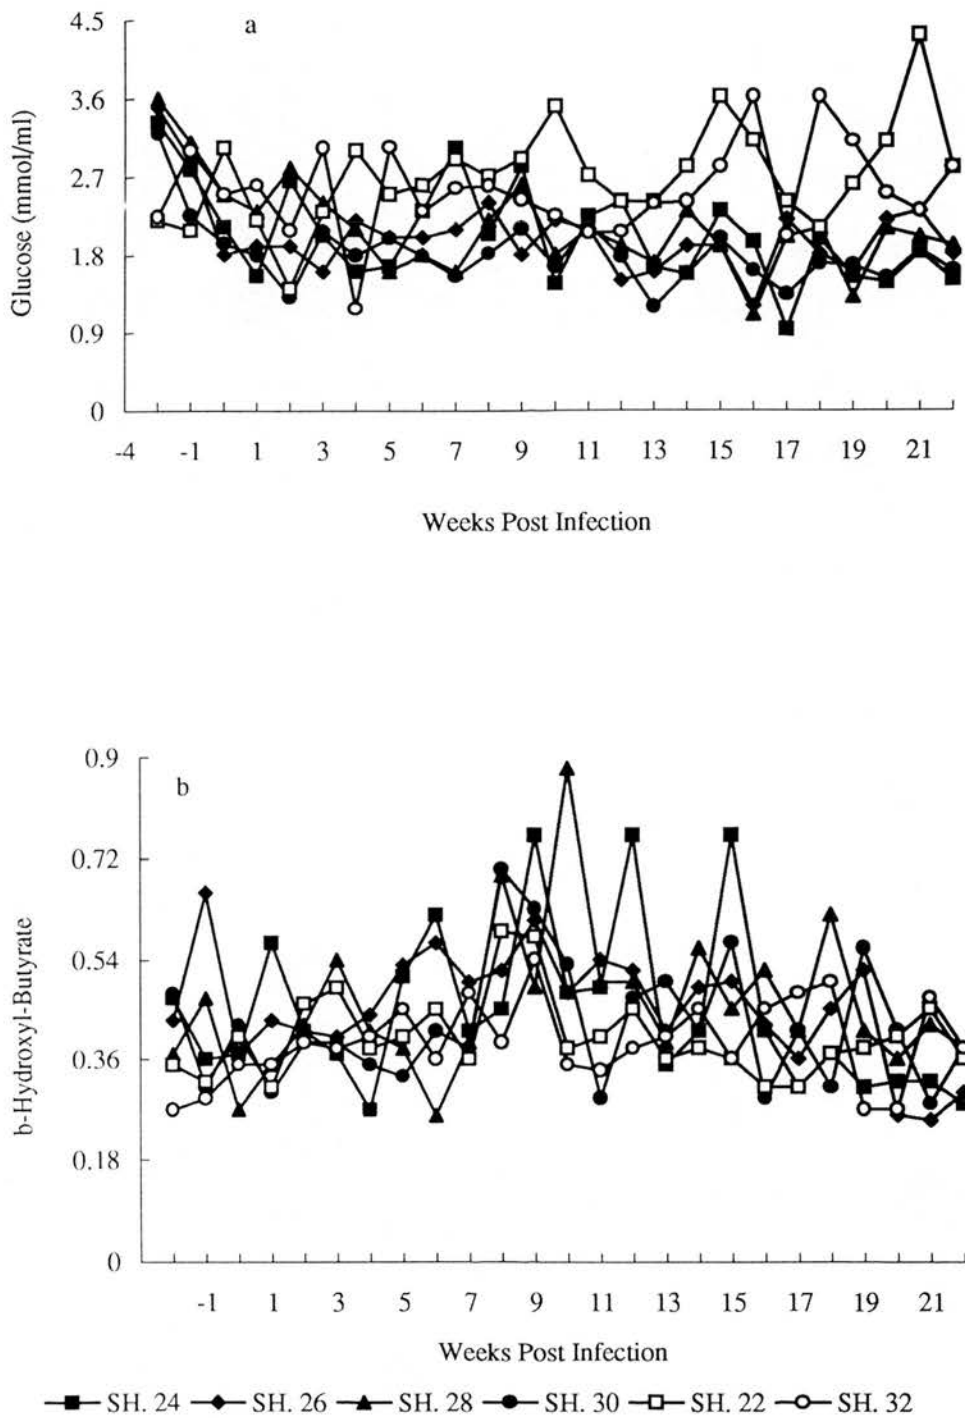 a
4.5
3.6
2.7
1.8
0.9
0
Glucose (mmol/ml)
-4 -1 1 3 5 7 9 11 13 15 17 19 21
Weeks Post Infection
b
0.9
0.72
0.54
0.36
0.18
0
b-Hydroxyl-Butyrate
-1 1 3 5 7 9 11 13 15 17 19 21
Weeks Post Infection
SH. 24 SH. 26 SH. 28 SH. 30 SH. 22 SH. 32